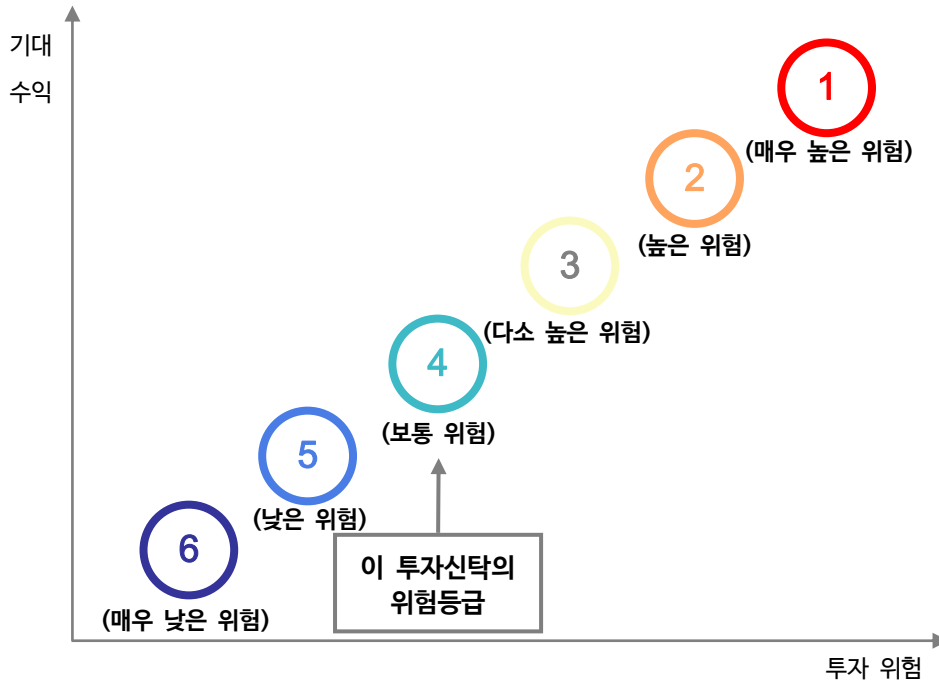 기대
수익
1
(매우 높은 위험)
2
(높은 위험)
3
(다소 높은 위험)
4
(보통 위험)
5
(낮은 위험)
6
(매우 낮은 위험)
이 투자신탁의
위험등급
투자 위험